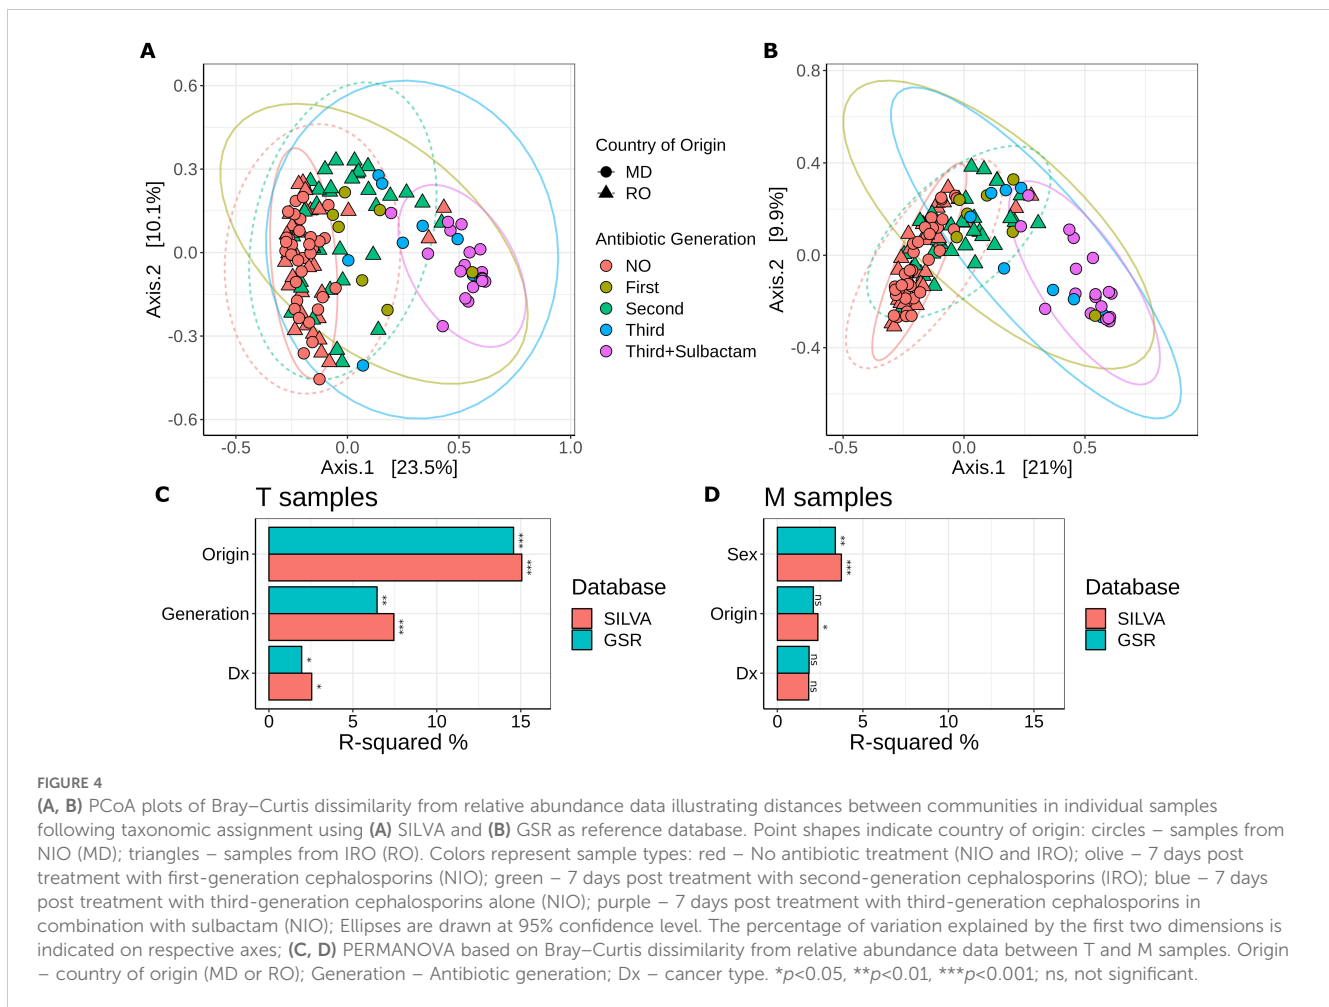 A
0.6
0.3
0.0
-0.3
-0.6
Axis.2 [10.1%]
-0.5
0.0
0.5
1.0
Axis.1 [23.5%]
Country of Origin
MD
RO
Antibiotic Generation
NO
First
Second
Third
Third+Sulbactam
B
0.8
0.4
0.0
-0.4
Axis.2 [9.9%]
-0.5
0.0
0.5
Axis.1 [21%]
C
T samples
Origin
***
***
Generation
**
***
Dx
*
*
0
5
10
15
R-squared %
Database
SILVA
GSR
D
M samples
Sex
**
***
Origin
ns
*
Dx
ns
ns
0
5
10
15
R-squared %
Database
SILVA
GSR
FIGURE 4
(A, B) PCoA plots of Bray–Curtis dissimilarity from relative abundance data illustrating distances between communities in individual samples
following taxonomic assignment using (A) SILVA and (B) GSR as reference database. Point shapes indicate country of origin: circles – samples from
NIO (MD); triangles – samples from IRO (RO). Colors represent sample types: red – No antibiotic treatment (NIO and IRO); olive – 7 days post
treatment with first-generation cephalosporins (NIO); green – 7 days post treatment with second-generation cephalosporins (IRO); blue – 7 days
post treatment with third-generation cephalosporins alone (NIO); purple – 7 days post treatment with third-generation cephalosporins in
combination with sulbactam (NIO); Ellipses are drawn at 95% confidence level. The percentage of variation explained by the first two dimensions is
indicated on respective axes; (C, D) PERMANOVA based on Bray–Curtis dissimilarity from relative abundance data between T and M samples. Origin
– country of origin (MD or RO); Generation – Antibiotic generation; Dx – cancer type. *p<0.05, **p<0.01, ***p<0.001; ns, not significant.